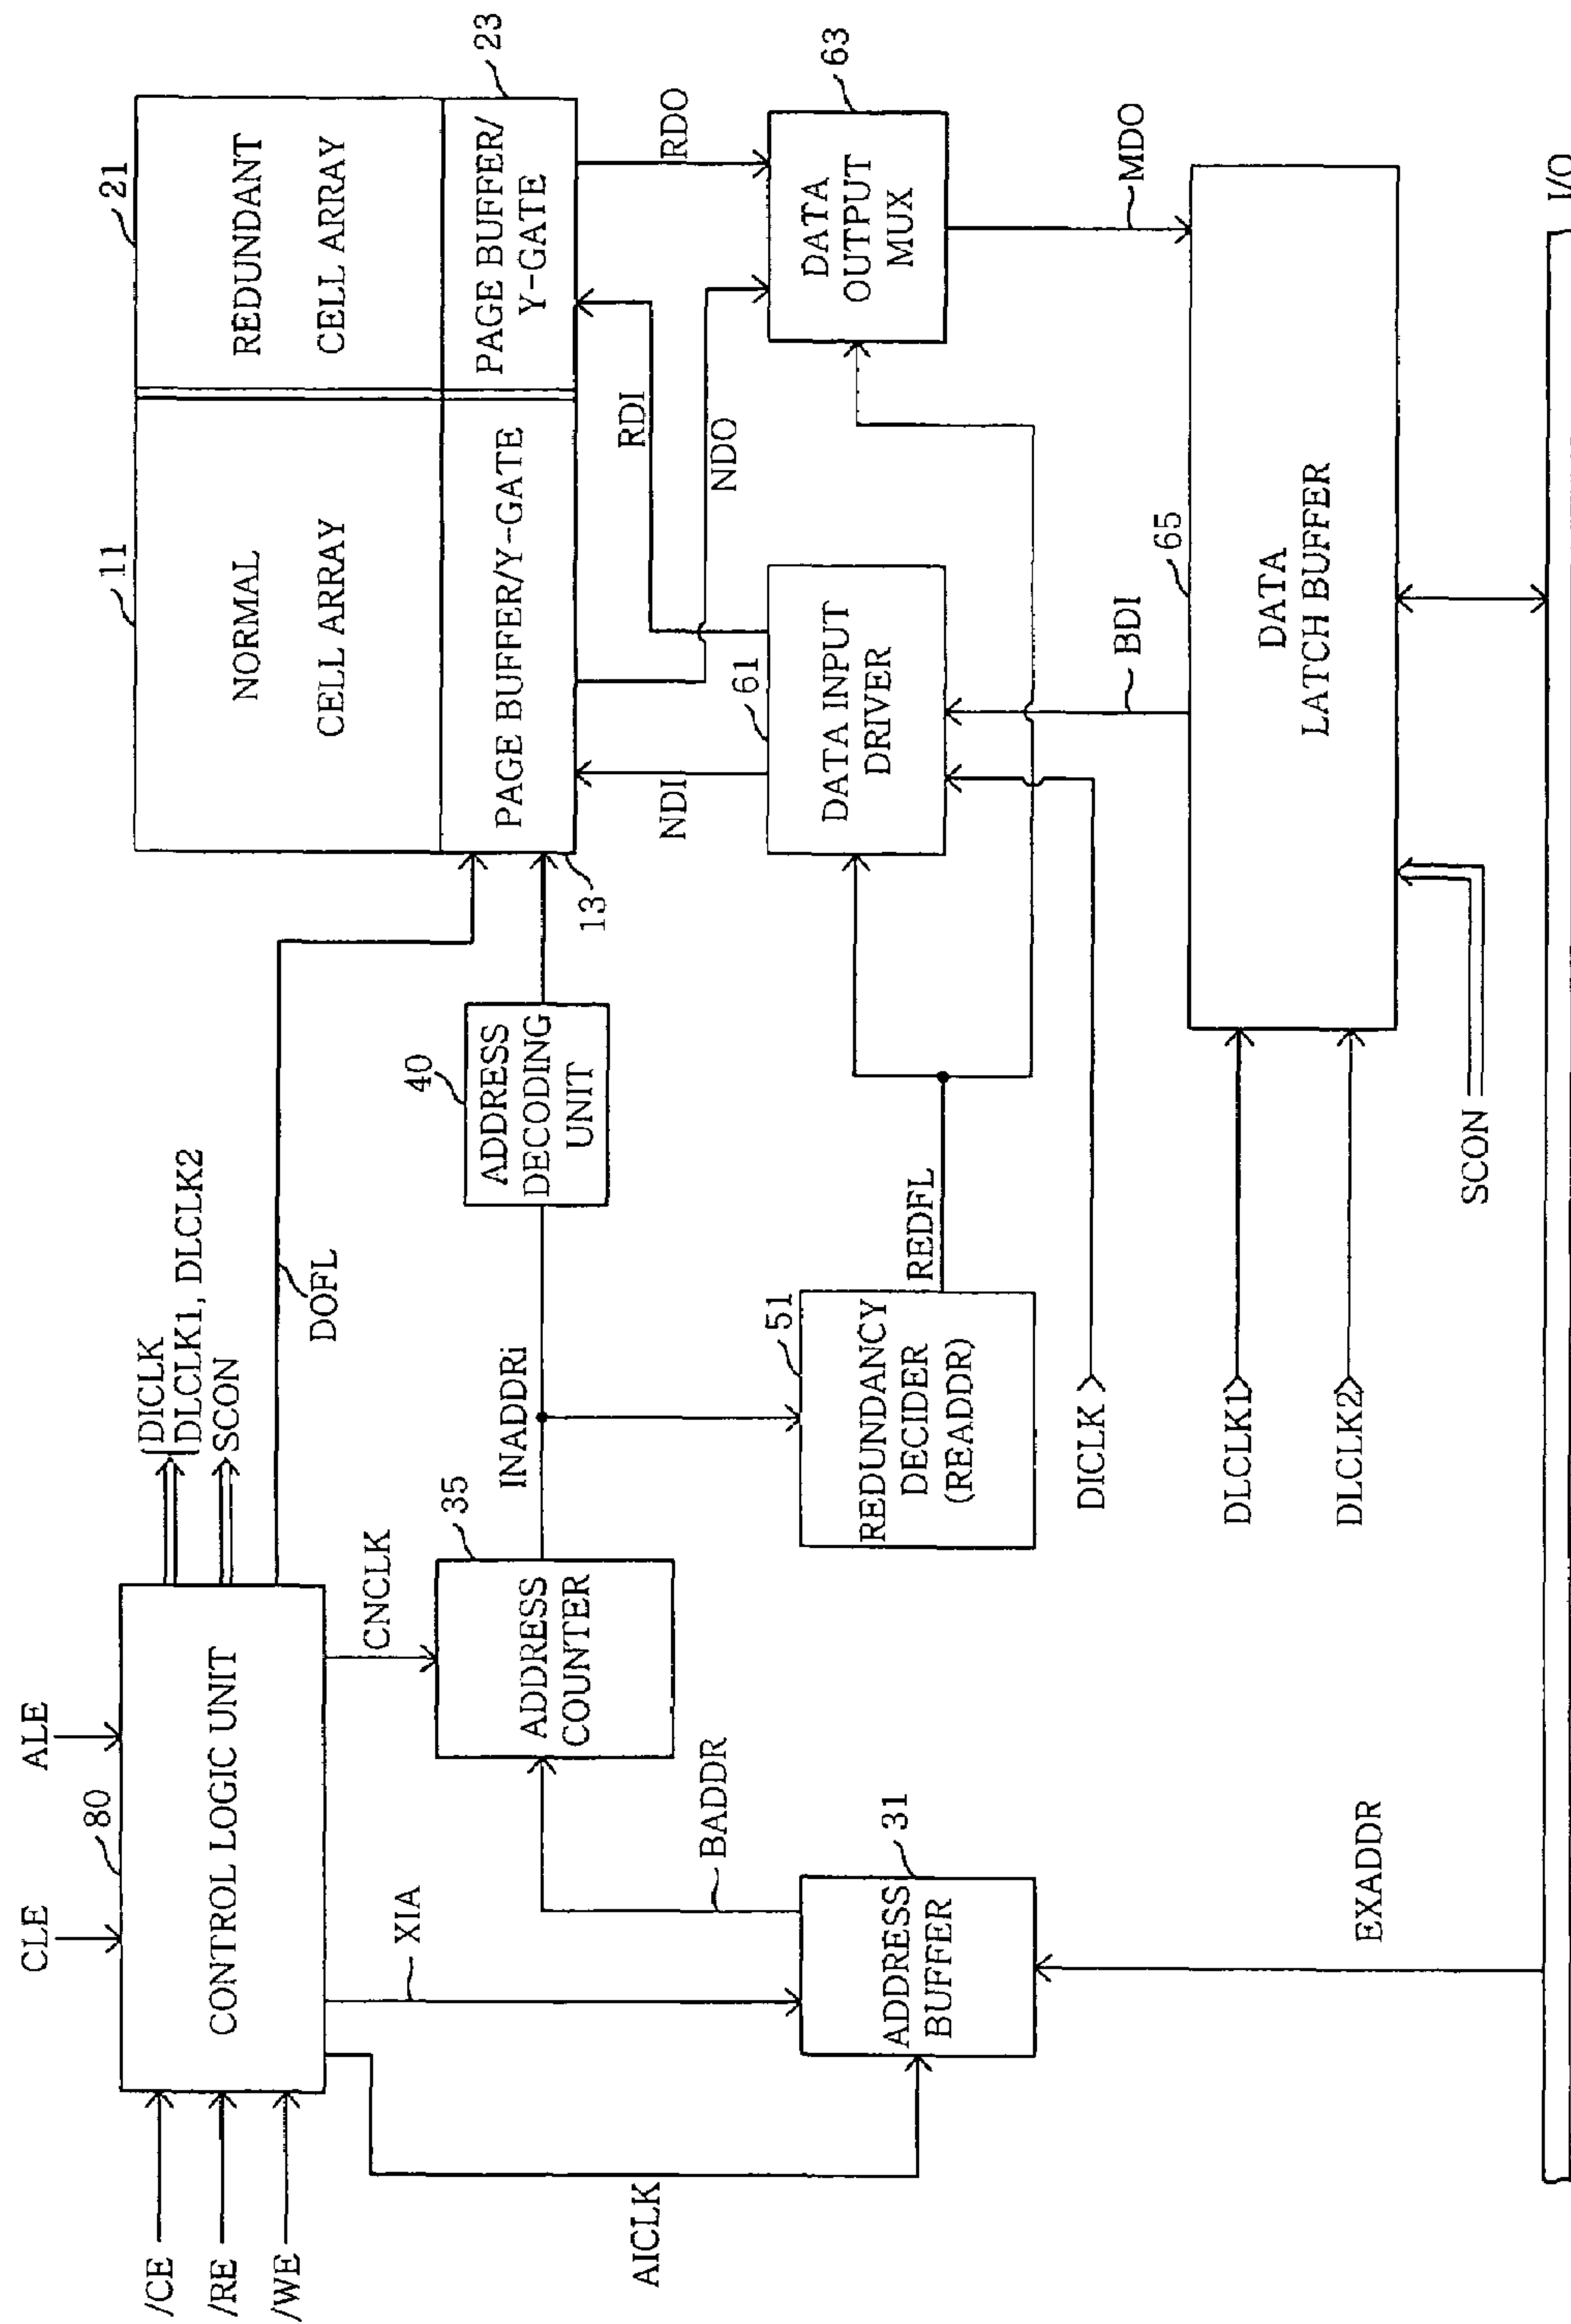 CLE
ALE
/CE
/RE
/WE
80
CONTROL LOGIC UNIT
DICLK
DLCLK1, DLCLK2
SCON
DOFL
CNCLK
XIA
AICLK
35
ADDRESS
COUNTER
BADDR
31
ADDRESS
BUFFER
EXADDR
INADDRi
40
ADDRESS
DECODING
UNIT
51
REDUNDANCY
DECIDER
(READDR)
REDFL
DICLK
DLCLK1
DLCLK2
SCON
11
NORMAL
CELL ARRAY
21
REDUNDANT
CELL ARRAY
13
PAGE BUFFER/Y-GATE
23
PAGE BUFFER/
Y-GATE
NDI
RDI
NDO
RDO
61
DATA INPUT
DRIVER
63
DATA
OUTPUT
MUX
BDI
MDO
65
DATA
LATCH BUFFER
I/O